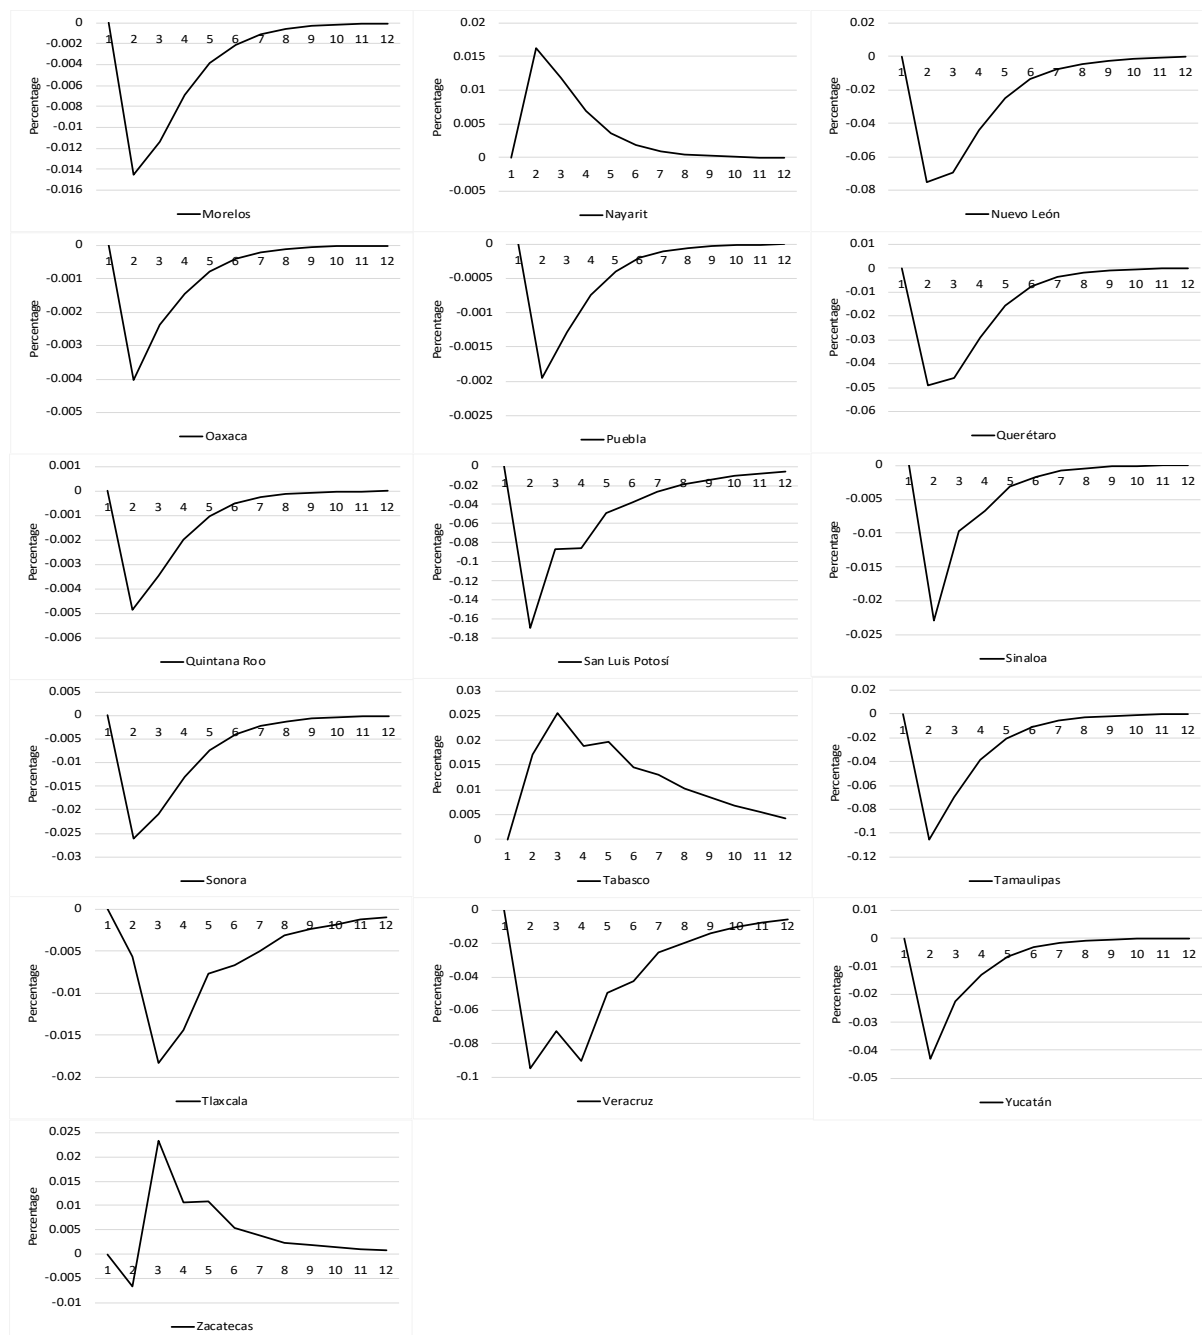 0
-0.002
-0.004
-0.006
-0.008
-0.01
-0.012
-0.014
-0.016
Percentage
1 2 3 4 5 6 7 8 9 10 11 12
Morelos
0.02
0.015
0.01
0.005
0
-0.005
Percentage
1 2 3 4 5 6 7 8 9 10 11 12
Nayarit
0.02
0
-0.02
-0.04
-0.06
-0.08
Percentage
1 2 3 4 5 6 7 8 9 10 11 12
Nuevo León
0
-0.001
-0.002
-0.003
-0.004
-0.005
Percentage
1 2 3 4 5 6 7 8 9 10 11 12
Oaxaca
0
-0.0005
-0.001
-0.0015
-0.002
-0.0025
Percentage
1 2 3 4 5 6 7 8 9 10 11 12
Puebla
0.01
0
-0.01
-0.02
-0.03
-0.04
-0.05
-0.06
Percentage
1 2 3 4 5 6 7 8 9 10 11 12
Querétaro
0.001
0
-0.001
-0.002
-0.003
-0.004
-0.005
-0.006
Percentage
1 2 3 4 5 6 7 8 9 10 11 12
Quintana Roo
0
-0.02
-0.04
-0.06
-0.08
-0.1
-0.12
-0.14
-0.16
-0.18
Percentage
1 2 3 4 5 6 7 8 9 10 11 12
San Luis Potosí
0
-0.005
-0.01
-0.015
-0.02
-0.025
Percentage
1 2 3 4 5 6 7 8 9 10 11 12
Sinaloa
0.005
0
-0.005
-0.01
-0.015
-0.02
-0.025
-0.03
Percentage
1 2 3 4 5 6 7 8 9 10 11 12
Sonora
0.03
0.025
0.02
0.015
0.01
0.005
0
Percentage
1 2 3 4 5 6 7 8 9 10 11 12
Tabasco
0.02
0
-0.02
-0.04
-0.06
-0.08
-0.1
-0.12
Percentage
1 2 3 4 5 6 7 8 9 10 11 12
Tamaulipas
0
-0.005
-0.01
-0.015
-0.02
Percentage
1 2 3 4 5 6 7 8 9 10 11 12
Tlaxcala
0
-0.02
-0.04
-0.06
-0.08
-0.1
Percentage
1 2 3 4 5 6 7 8 9 10 11 12
Veracruz
0.01
0
-0.01
-0.02
-0.03
-0.04
-0.05
Percentage
1 2 3 4 5 6 7 8 9 10 11 12
Yucatán
0.025
0.02
0.015
0.01
0.005
0
-0.005
-0.01
Percentage
1 2 3 4 5 6 7 8 9 10 11 12
Zacatecas